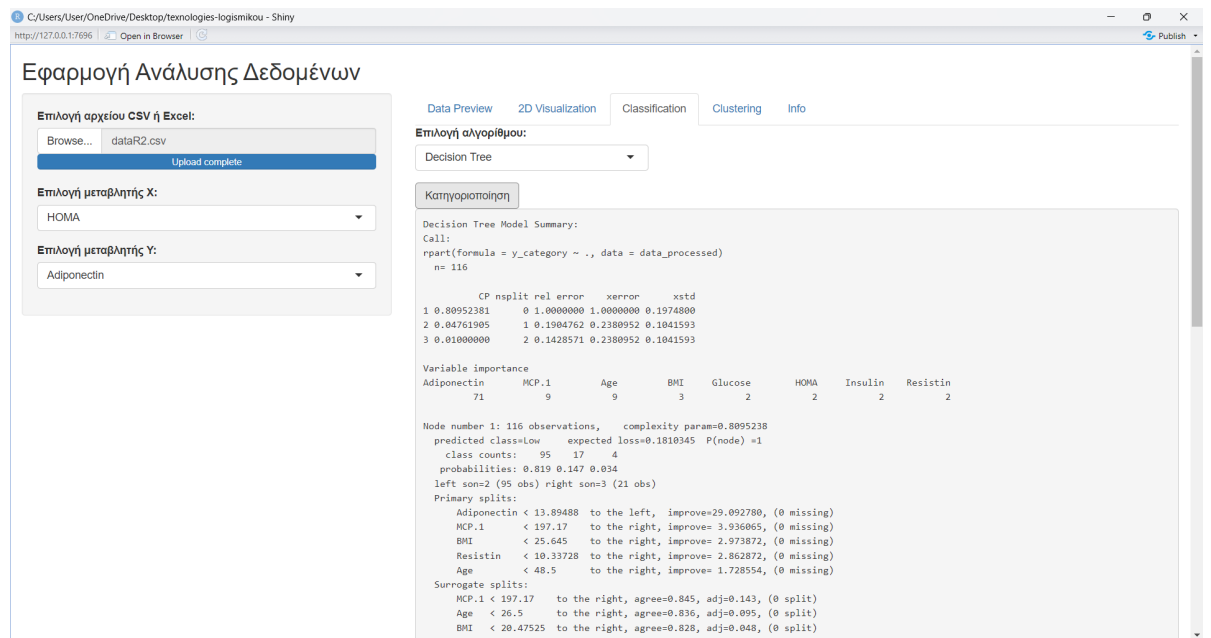 C:/Users/User/OneDrive/Desktop/texnologies-logismikou - Shiny
http://127.0.0.1:7696 Open in Browser Publish
Εφαρμογή Ανάλυσης Δεδομένων
Επιλογή αρχείου CSV ή Excel:
Browse... dataR2.csv
Upload complete
Επιλογή μεταβλητής X:
HOMA
Επιλογή μεταβλητής Y:
Adiponectin
Data Preview 2D Visualization Classification Clustering Info
Επιλογή αλγορίθμου:
Decision Tree
Κατηγοριοποίηση
Decision Tree Model Summary:
Call:
rpart(formula = y_category ~ ., data = data_processed)
n= 116
CP nsplit rel error xerror xstd
1 0.80952381 0 1.0000000 1.0000000 0.1974800
2 0.04761905 1 0.1904762 0.2380952 0.1041593
3 0.01000000 2 0.1428571 0.2380952 0.1041593
Variable importance
Adiponectin MCP.1 Age BMI Glucose HOMA Insulin Resistin
71 9 9 3 2 2 2 2
Node number 1: 116 observations, complexity param=0.8095238
predicted class=Low expected loss=0.1810345 P(node) =1
class counts: 95 17 4
probabilities: 0.819 0.147 0.034
left son=2 (95 obs) right son=3 (21 obs)
Primary splits:
Adiponectin < 13.89488 to the left, improve=29.092780, (0 missing)
MCP.1 < 197.17 to the right, improve= 3.936065, (0 missing)
BMI < 25.645 to the right, improve= 2.973872, (0 missing)
Resistin < 10.33728 to the right, improve= 2.862872, (0 missing)
Age < 48.5 to the right, improve= 1.728554, (0 missing)
Surrogate splits:
MCP.1 < 197.17 to the right, agree=0.845, adj=0.143, (0 split)
Age < 26.5 to the right, agree=0.836, adj=0.095, (0 split)
BMI < 20.47525 to the right, agree=0.828, adj=0.048, (0 split)